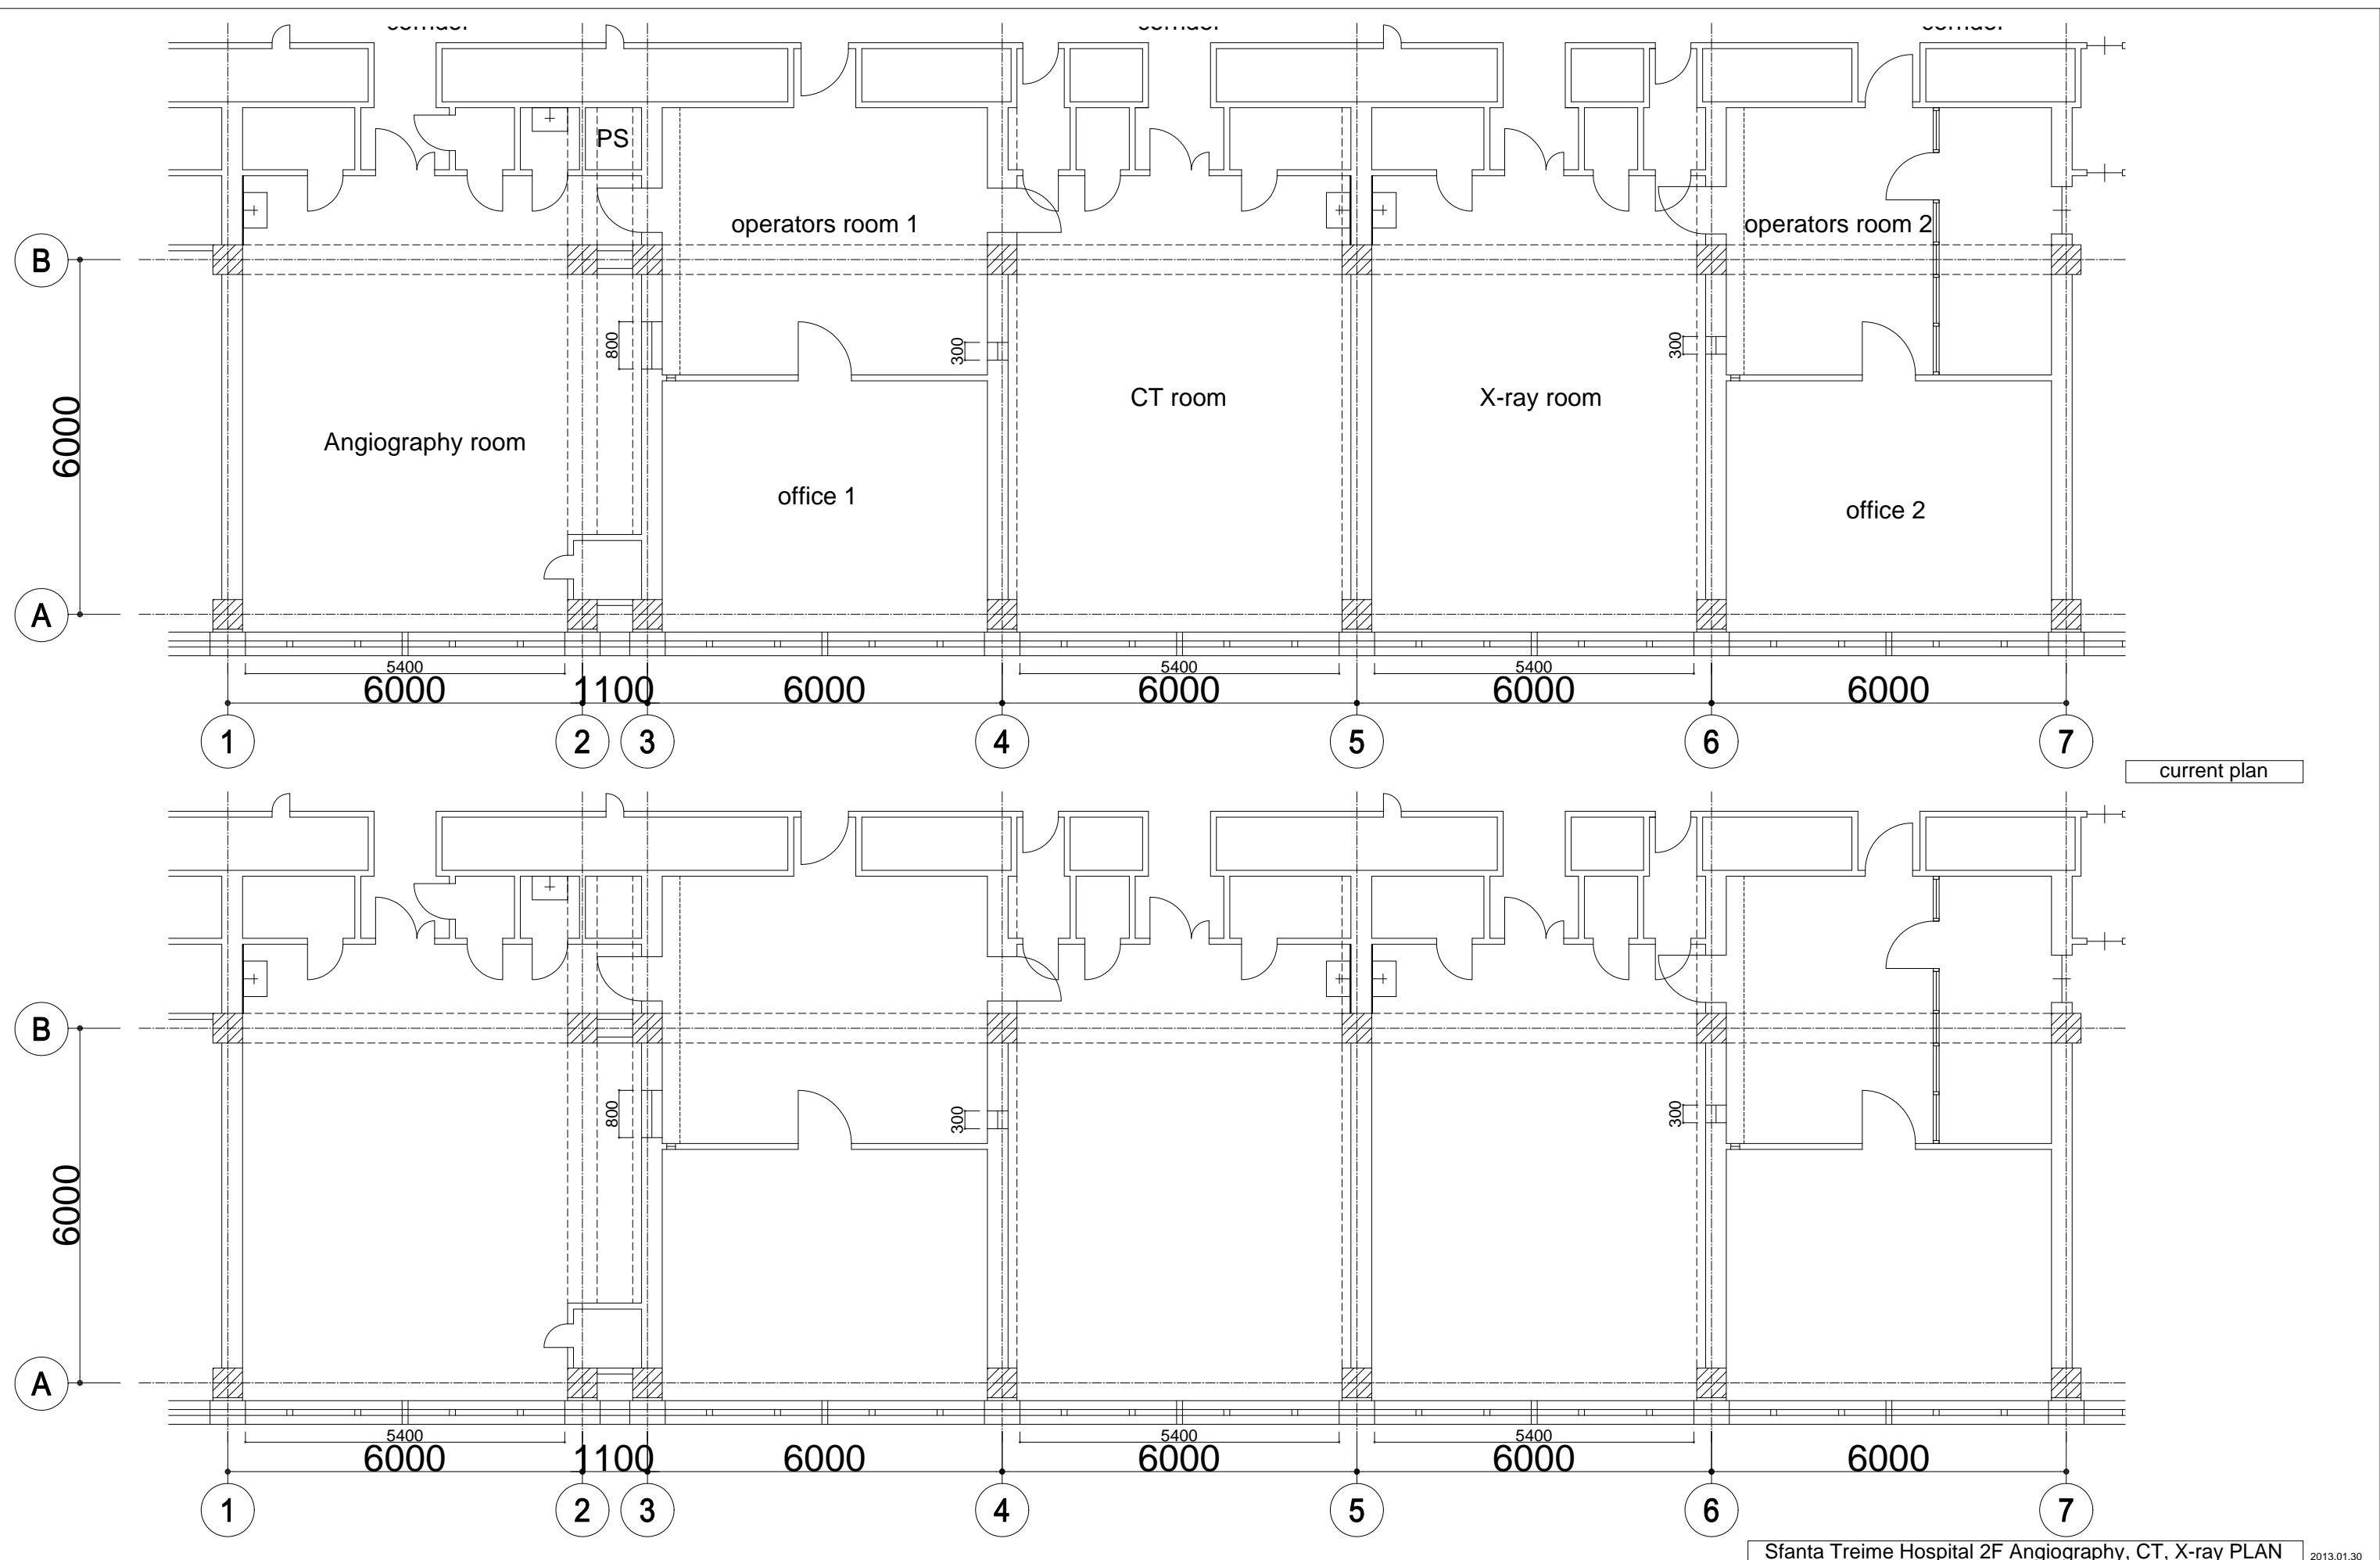 corridor corridor corridor
PS
operators room 1
operators room 2
B
800
300
300
6000
CT room
X-ray room
Angiography room
office 1
office 2
A
5400 5400 5400
6000 1100 6000 6000 6000 6000
1 2 3 4 5 6 7
current plan
B
800
300
300
6000
A
5400 5400 5400
6000 1100 6000 6000 6000 6000
1 2 3 4 5 6 7
Sfanta Treime Hospital 2F Angiography, CT, X-ray PLAN
2013.01.30